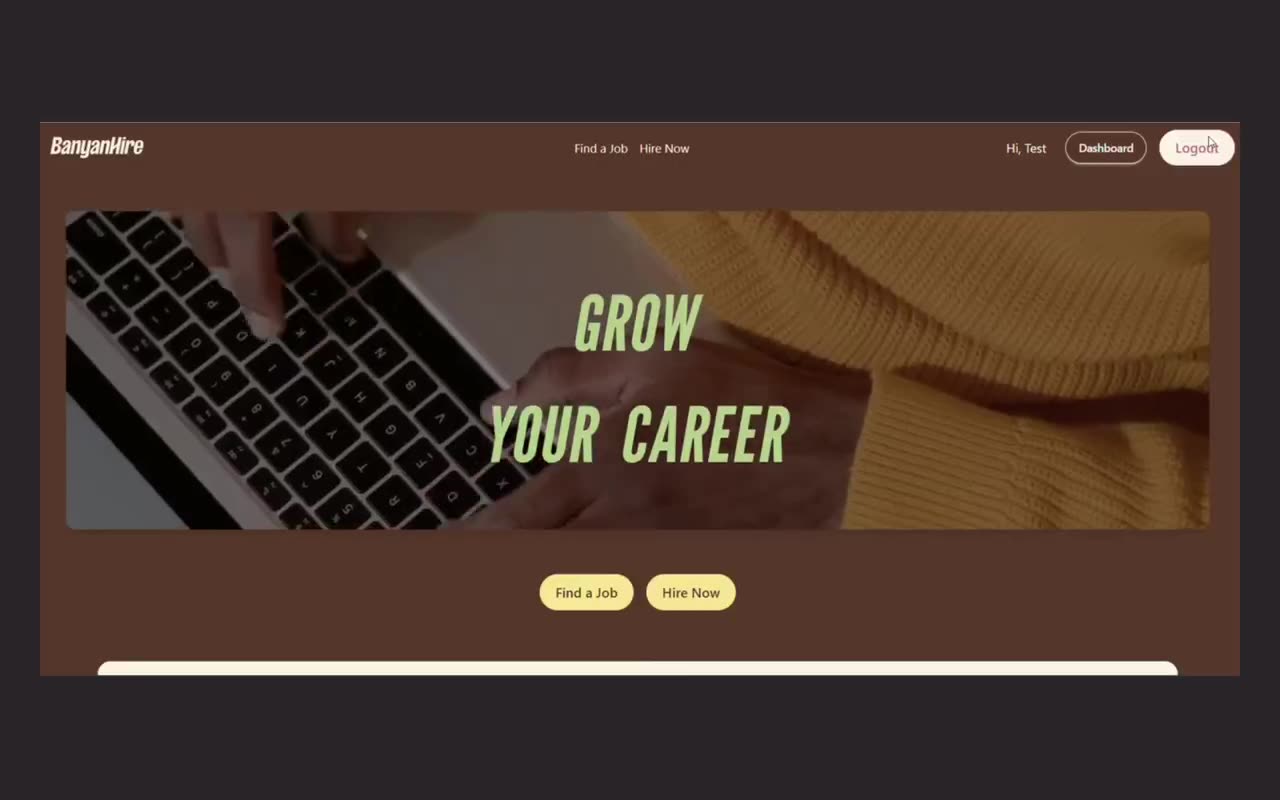 BanyanHire
Find a Job Hire Now
Hi, Test
Dashboard
Logout
GROW
YOUR CAREER
Find a Job
Hire Now